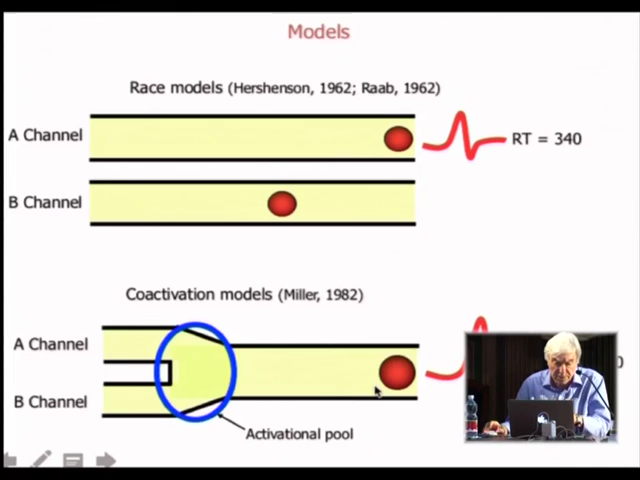 Models
Race models (Hershenson, 1962; Raab, 1962)
A Channel
RT = 340
B Channel
Coactivation models (Miller, 1982)
A Channel
B Channel
Activational pool